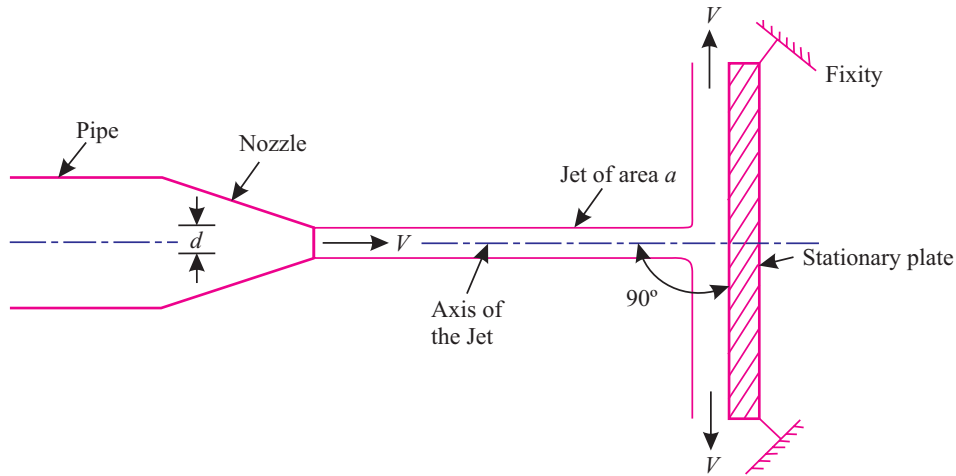 V
Fixity
Pipe
Nozzle
Jet of area a
d
V
Stationary plate
90º
Axis of
the Jet
V